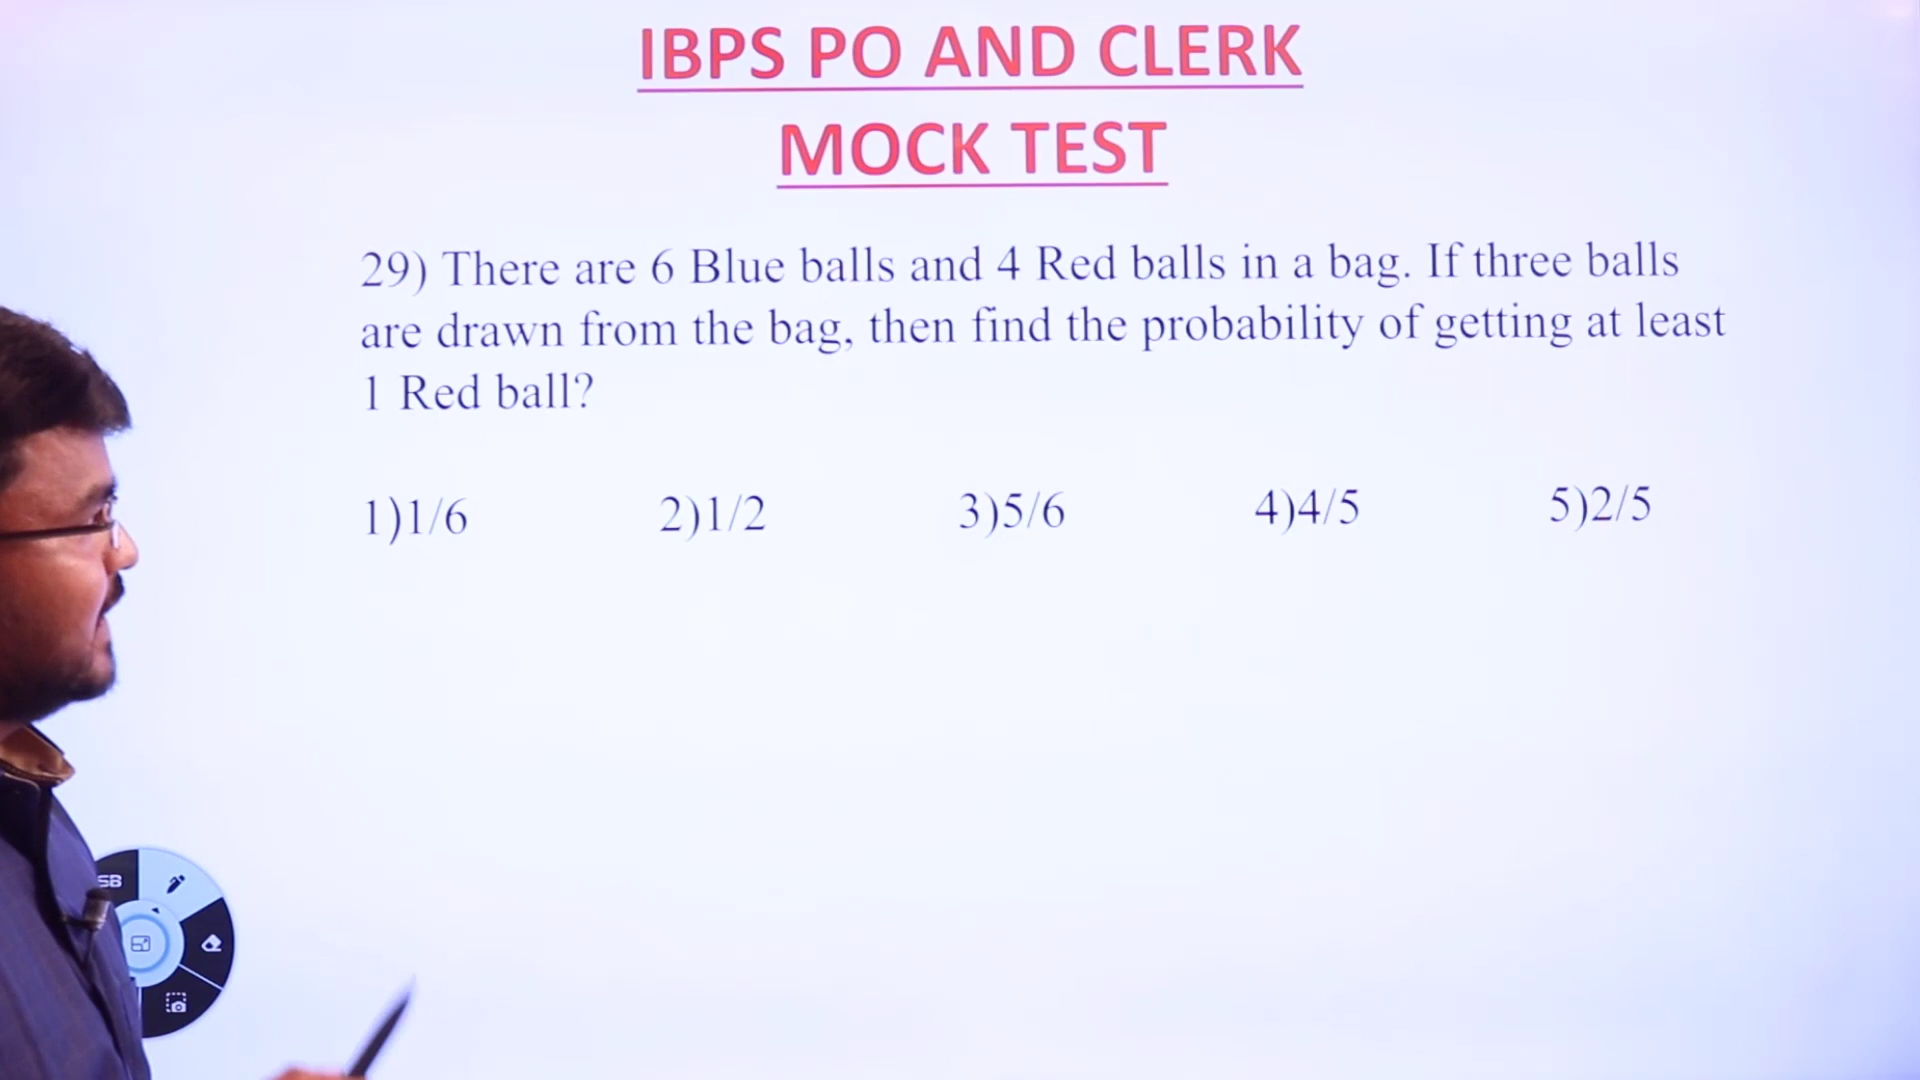 IBPS PO AND CLERK
MOCK TEST
29) There are 6 Blue balls and 4 Red balls in a bag. If three balls
are drawn from the bag, then find the probability of getting at least
1 Red ball?
1)1/6 2)1/2 3)5/6 4)4/5 5)2/5
SB